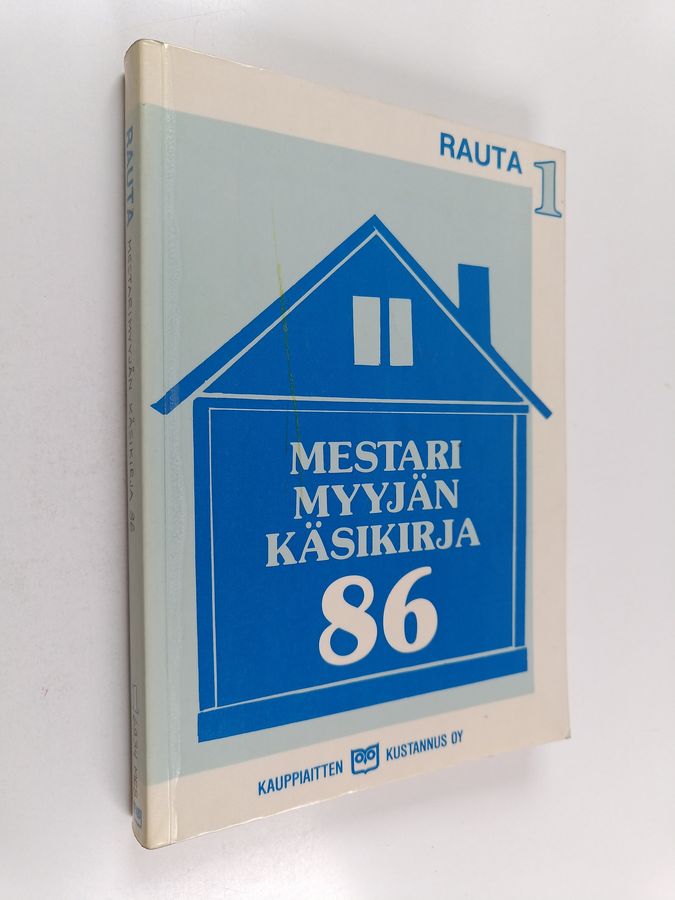 RAUTA 1
MESTARI
MYYJÄN
KÄSIKIRJA
86
KAUPPIAITTEN KUSTANNUS OY
RAUTA MESTARIMYYJÄN KÄSIKIRJA 86